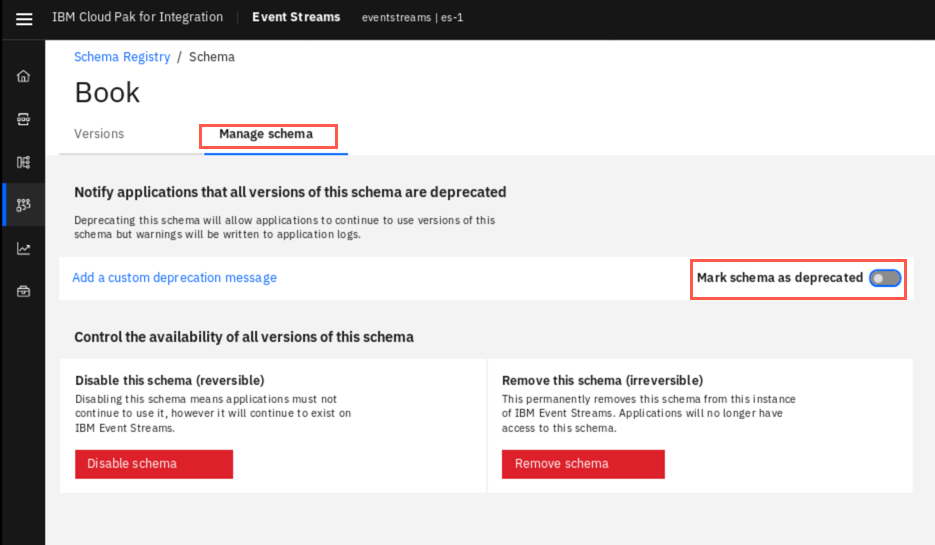 IBM Cloud Pak for Integration | Event Streams eventstreams | es-1
Schema Registry / Schema
Book
Versions Manage schema
Notify applications that all versions of this schema are deprecated
Deprecating this schema will allow applications to continue to use versions of this
schema but warnings will be written to application logs.
Add a custom deprecation message Mark schema as deprecated
Control the availability of all versions of this schema
Disable this schema (reversible)
Disabling this schema means applications must not
continue to use it, however it will continue to exist on
IBM Event Streams.
Disable schema
Remove this schema (irreversible)
This permanently removes this schema from this instance
of IBM Event Streams. Applications will no longer have
access to this schema.
Remove schema